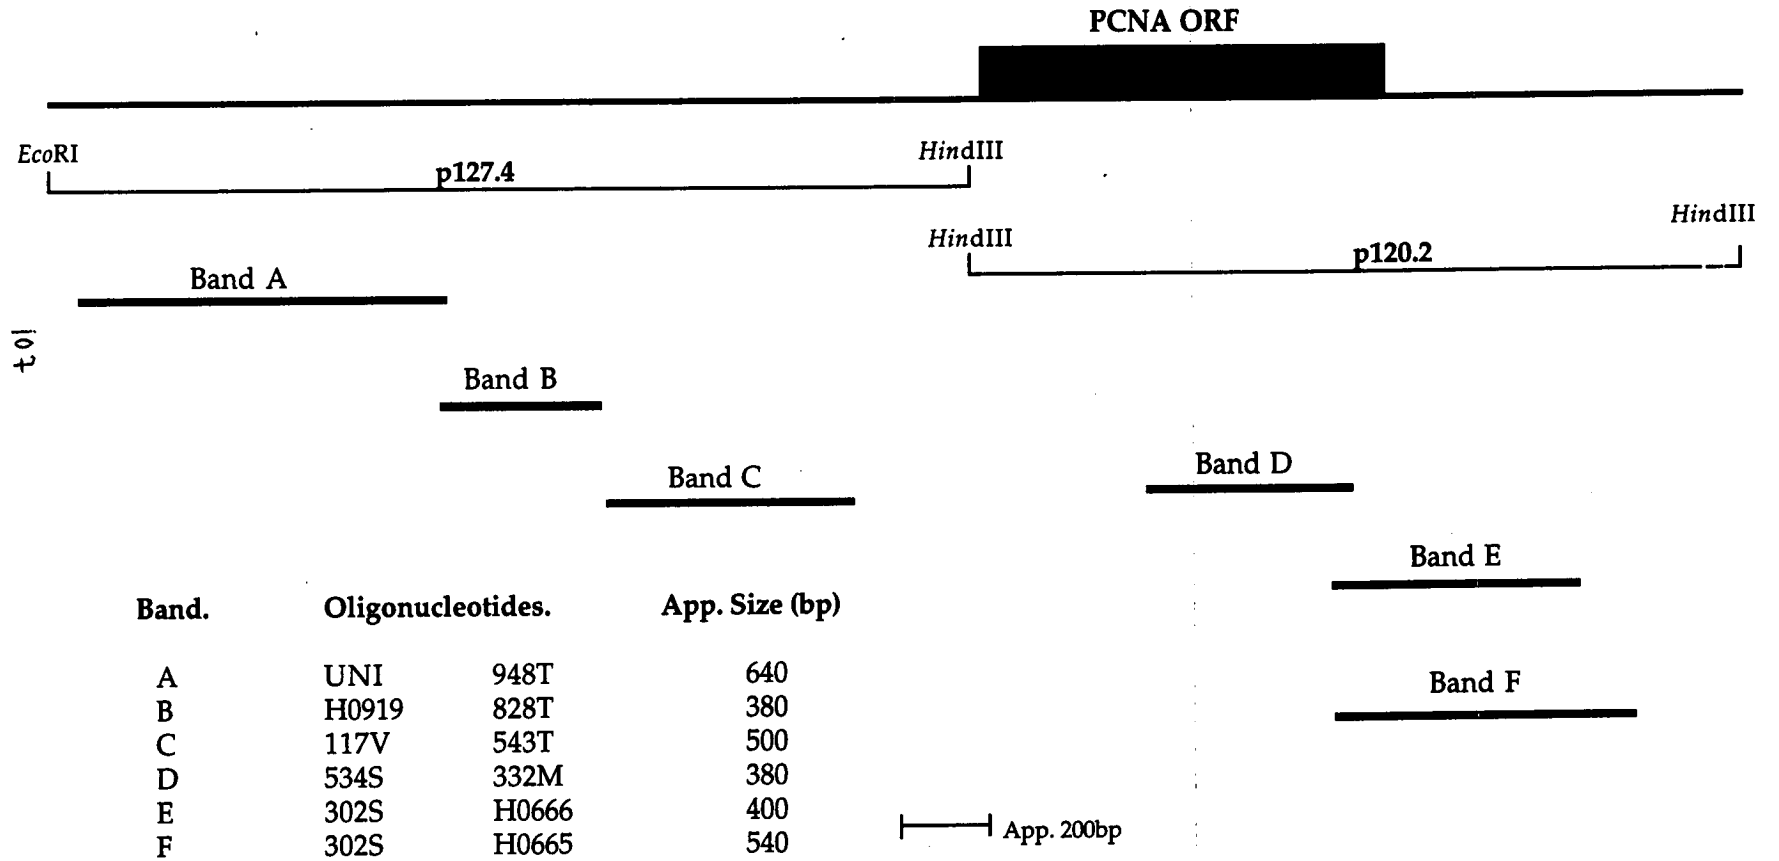 PCNA ORF
EcoRI
HindIII
p127.4
HindIII
HindIII
p120.2
Band A
Band B
Band C
Band D
Band E
Band F
Band. Oligonucleotides. App. Size (bp)
A UNI 948T 640
B H0919 828T 380
C 117V 543T 500
D 534S 332M 380
E 302S H0666 400
F 302S H0665 540
App. 200bp